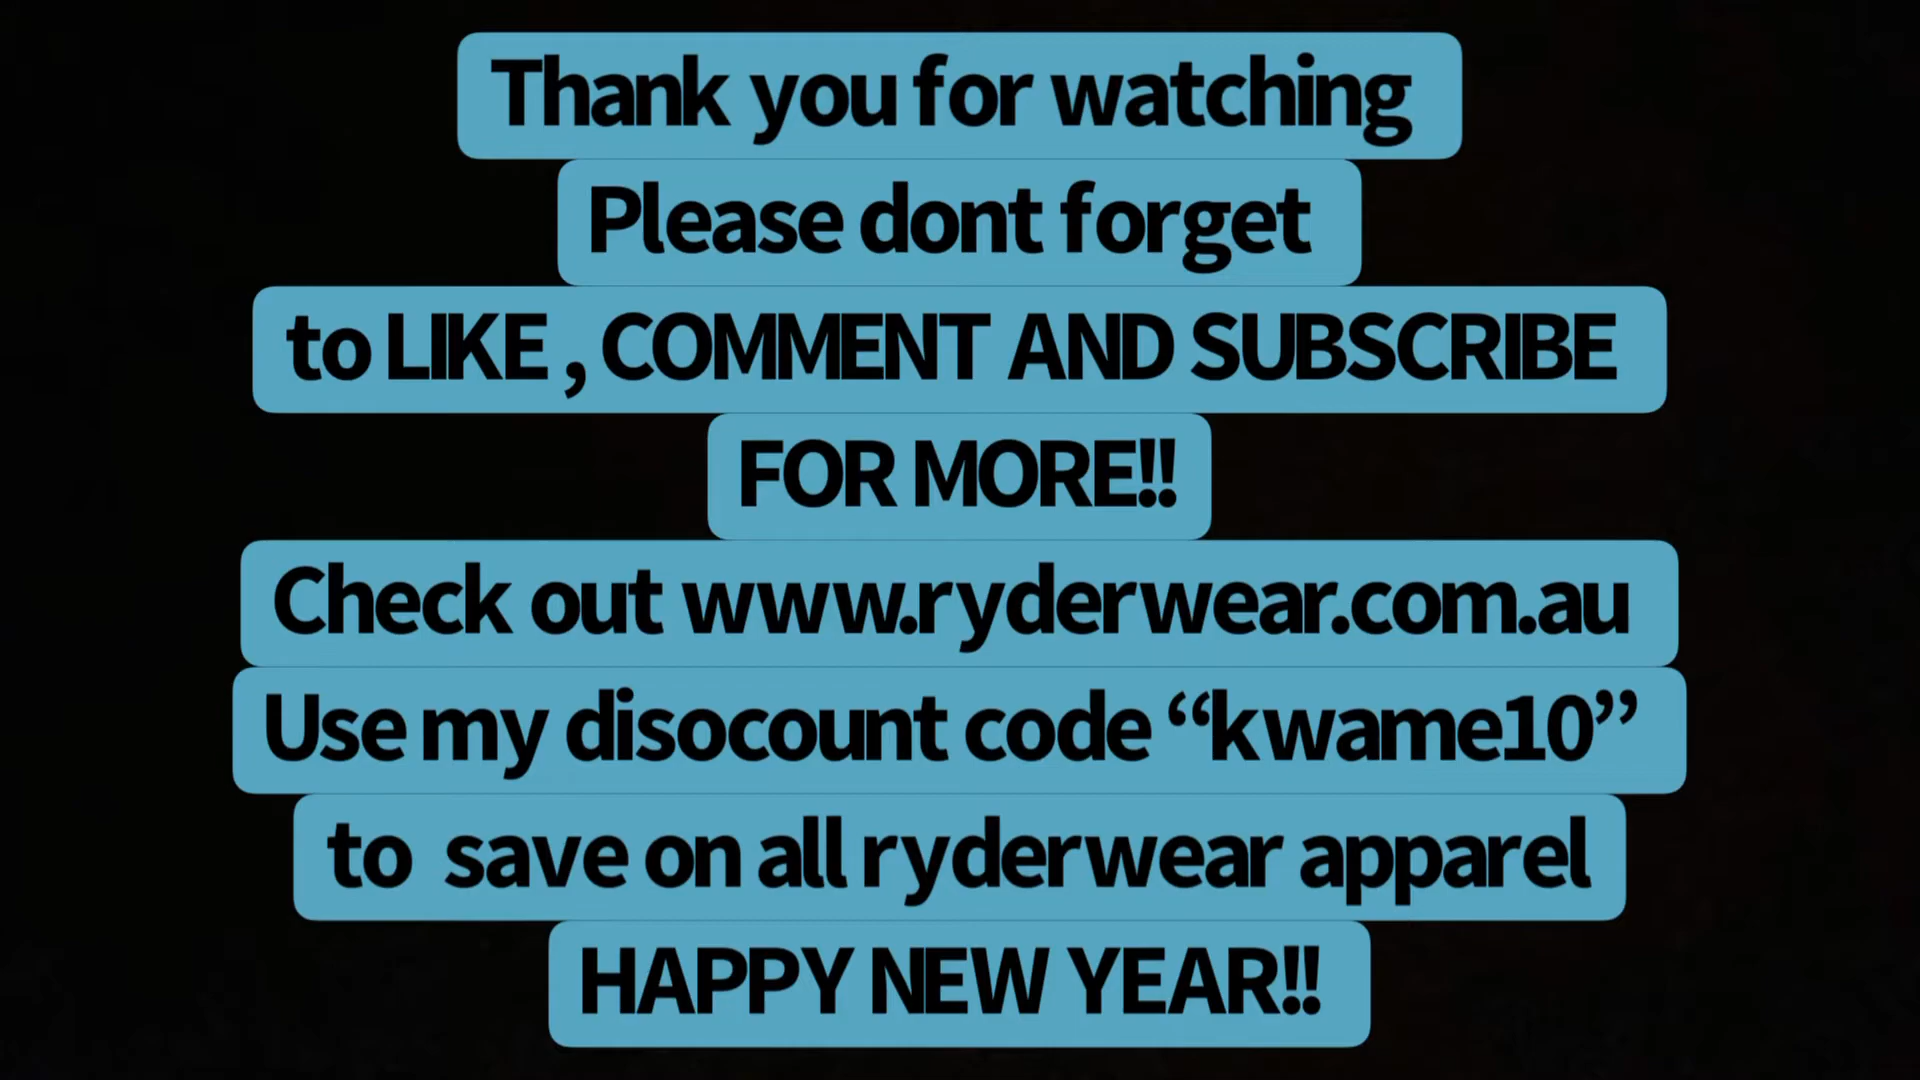 Thank you for watching
Please dont forget
to LIKE , COMMENT AND SUBSCRIBE
FOR MORE!!
Check out www.ryderwear.com.au
Use my disocount code “kwame10”
to save on all ryderwear apparel
HAPPY NEW YEAR!!